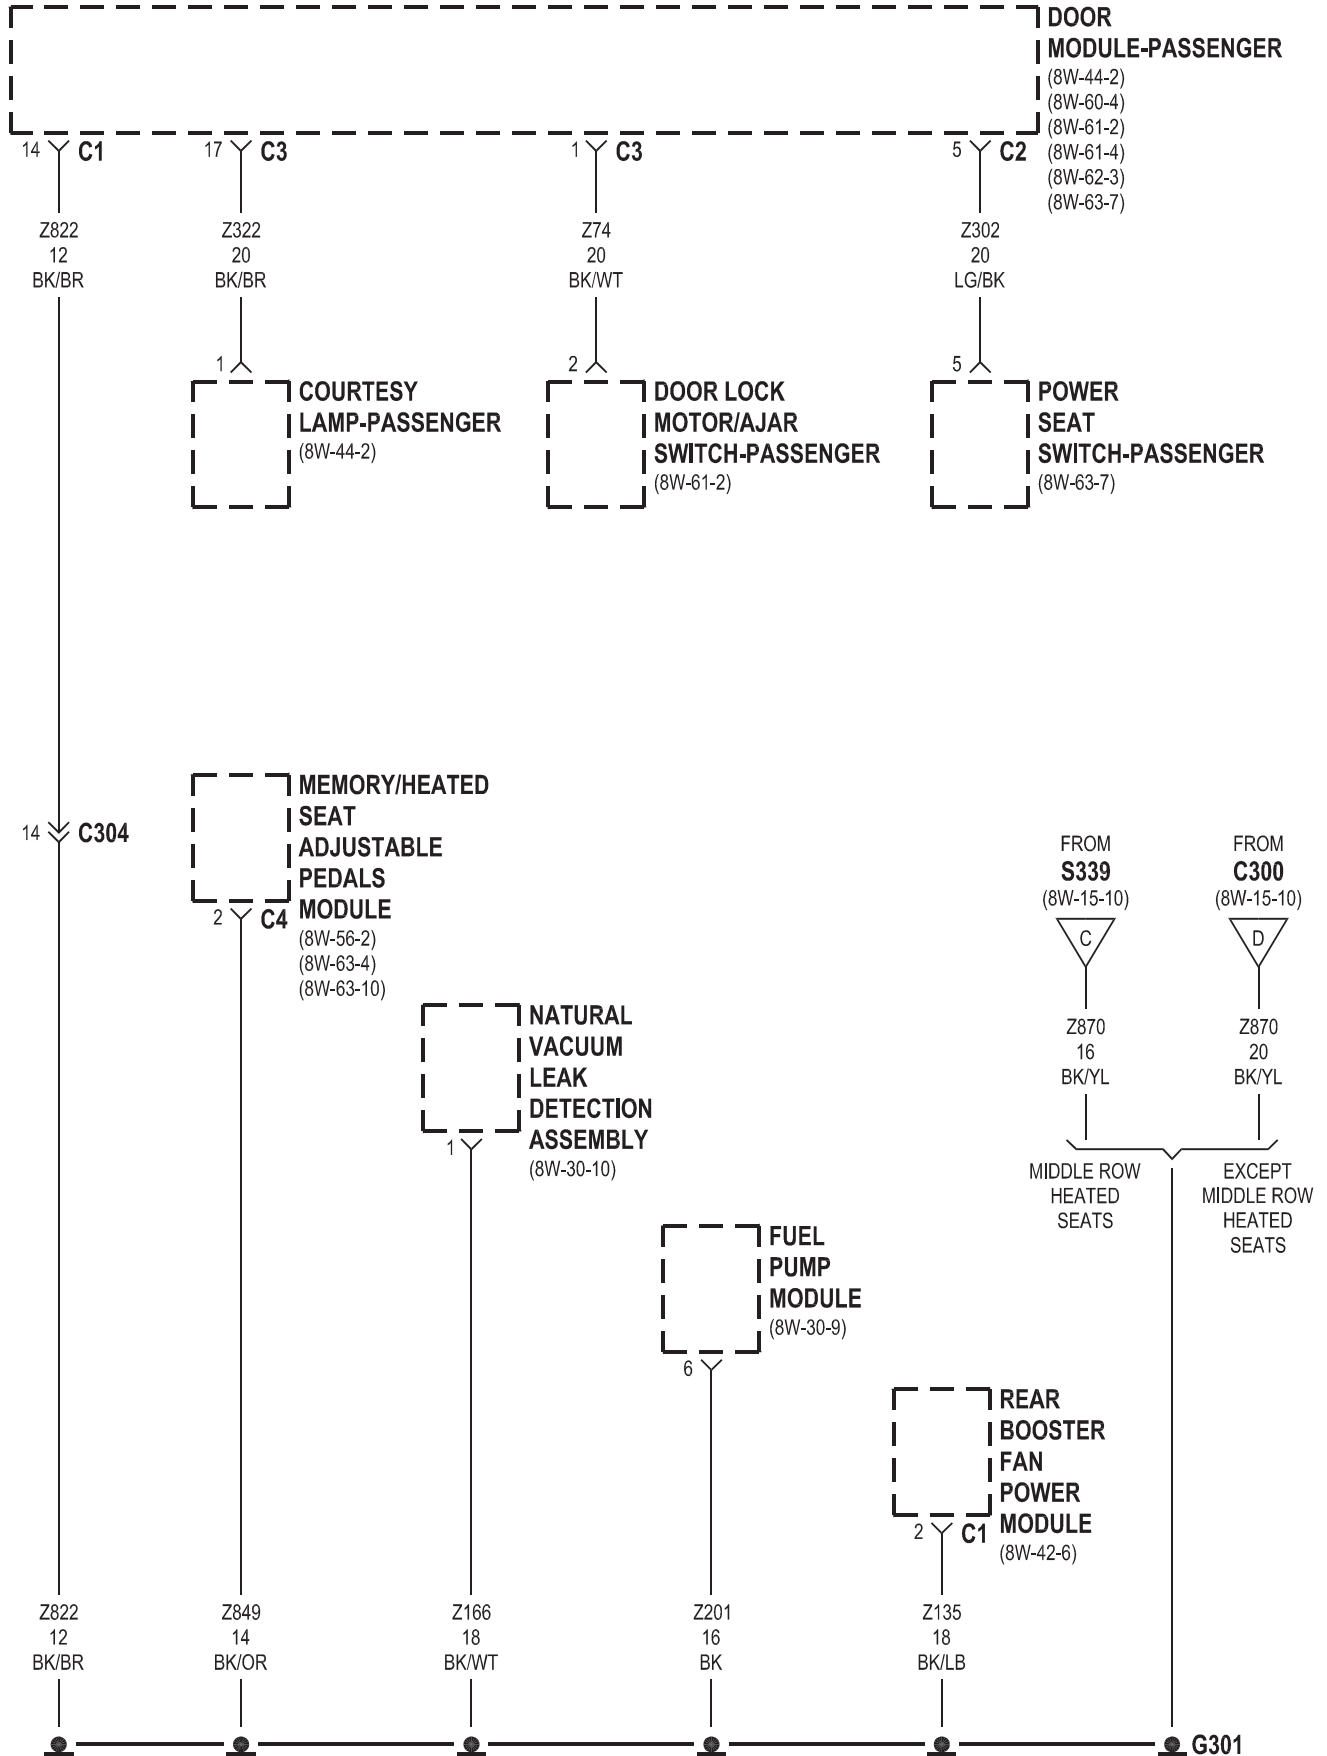 DOOR
MODULE-PASSENGER
(8W-44-2)
(8W-60-4)
(8W-61-2)
(8W-61-4)
(8W-62-3)
(8W-63-7)
14 C1
17 C3
1 C3
5 C2
Z822
12
BK/BR
Z322
20
BK/BR
Z74
20
BK/WT
Z302
20
LG/BK
1
COURTESY
LAMP-PASSENGER
(8W-44-2)
2
DOOR LOCK
MOTOR/AJAR
SWITCH-PASSENGER
(8W-61-2)
5
POWER
SEAT
SWITCH-PASSENGER
(8W-63-7)
14 C304
MEMORY/HEATED
SEAT
ADJUSTABLE
PEDALS
MODULE
(8W-56-2)
(8W-63-4)
(8W-63-10)
2 C4
NATURAL
VACUUM
LEAK
DETECTION
ASSEMBLY
(8W-30-10)
1
FROM
S339
(8W-15-10)
C
Z870
16
BK/YL
MIDDLE ROW
HEATED
SEATS
FROM
C300
(8W-15-10)
D
Z870
20
BK/YL
EXCEPT
MIDDLE ROW
HEATED
SEATS
FUEL
PUMP
MODULE
(8W-30-9)
6
REAR
BOOSTER
FAN
POWER
MODULE
(8W-42-6)
2 C1
Z822
12
BK/BR
Z849
14
BK/OR
Z166
18
BK/WT
Z201
16
BK
Z135
18
BK/LB
G301